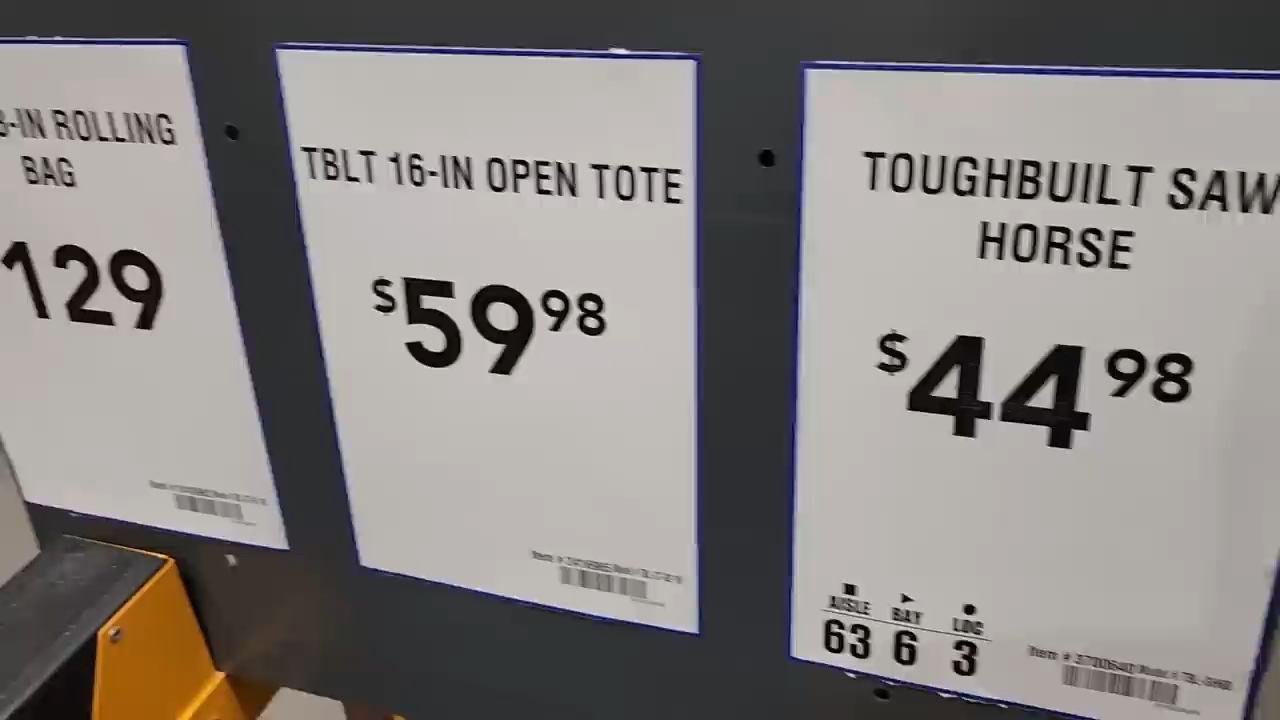 -IN ROLLING
BAG
129
TBLT 16-IN OPEN TOTE
$59 98
TOUGHBUILT SAW
HORSE
$44 98
AISLE BAY LOC
63 6 3
Item #